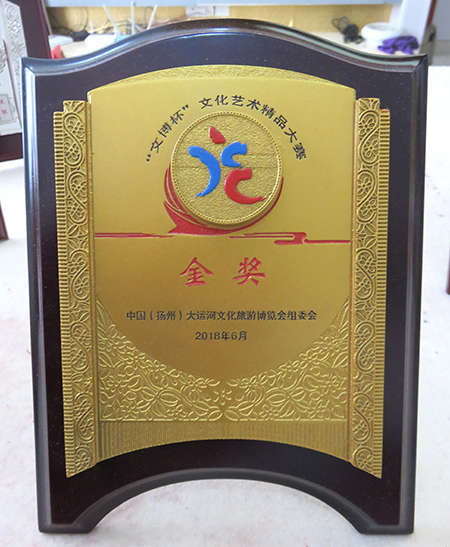 “文博杯”文化艺术精品大赛
金奖
中国（扬州）大运河文化旅游博览会组委会
2018年6月